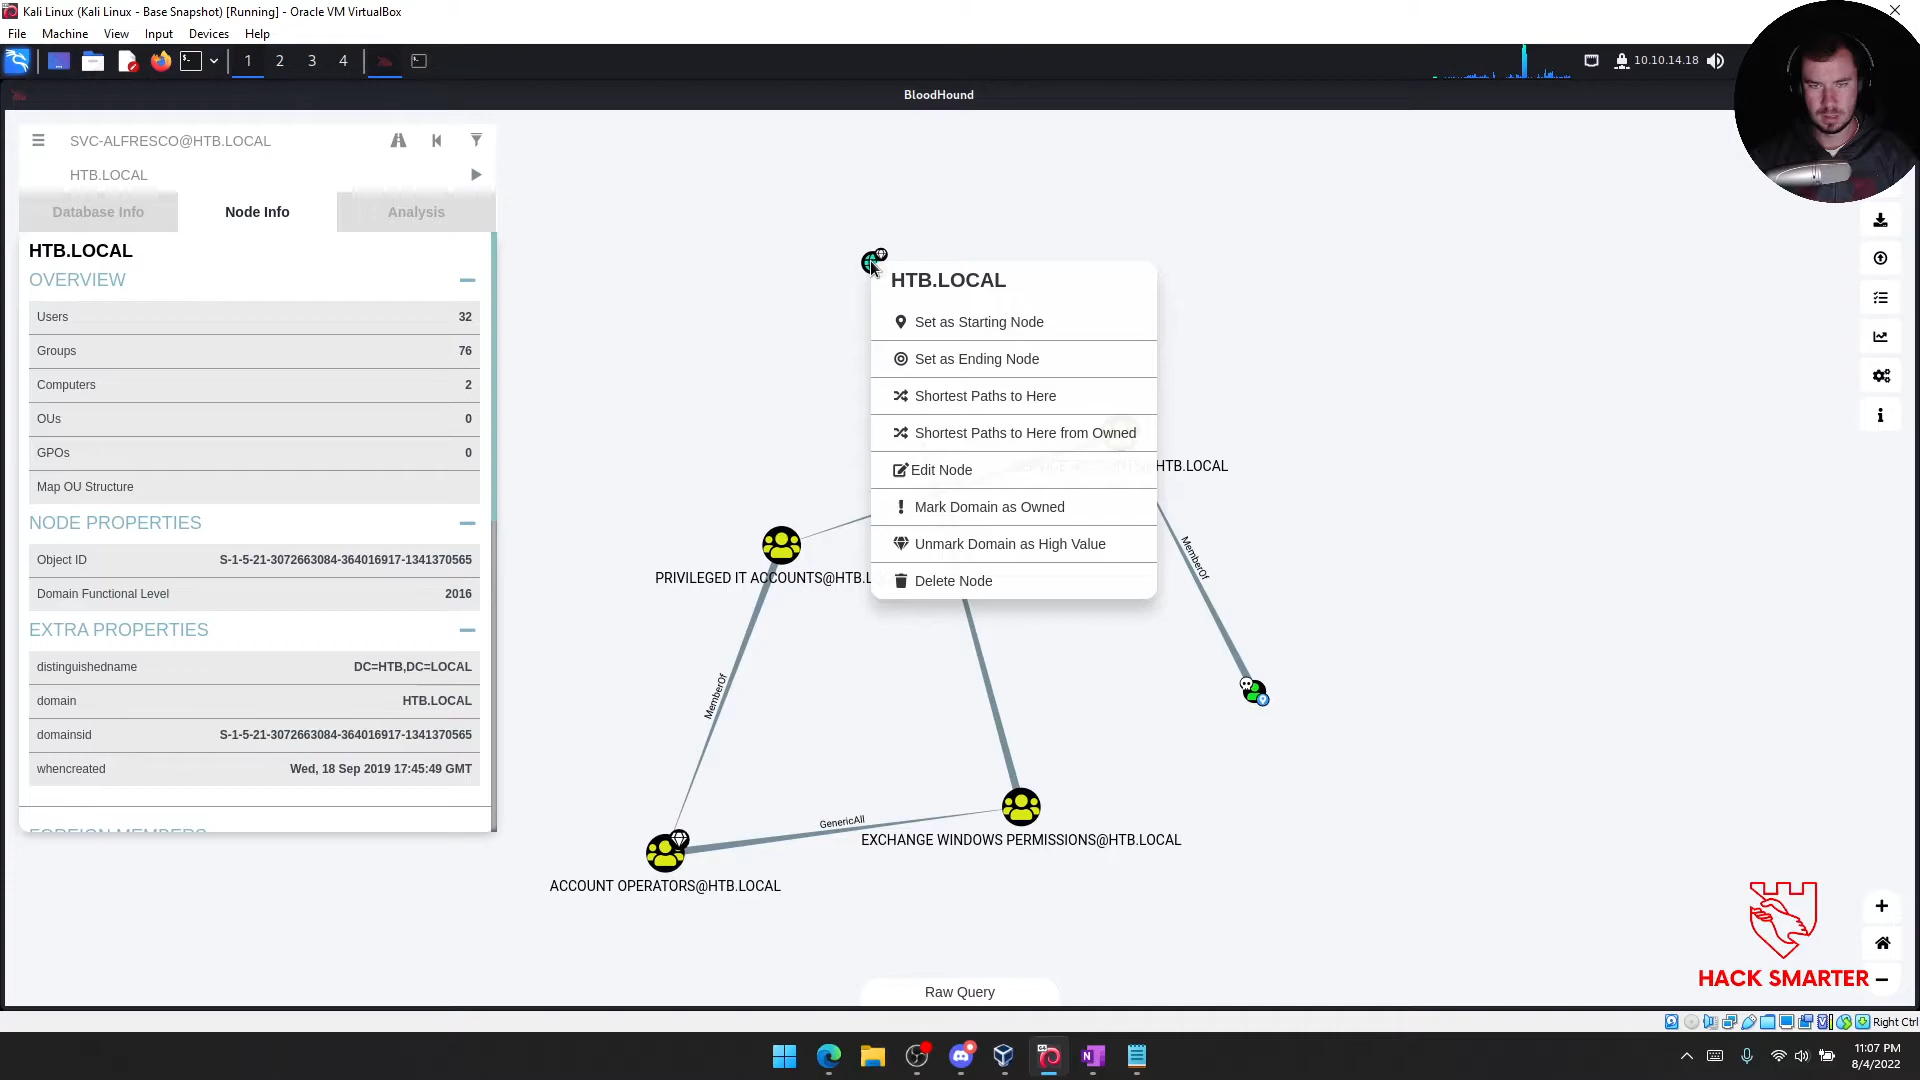 Kali Linux (Kali Linux - Base Snapshot) [Running] - Oracle VM VirtualBox
File Machine View Input Devices Help
1 2 3 4
10.10.14.18
BloodHound
SVC-ALFRESCO@HTB.LOCAL
HTB.LOCAL
Database Info Node Info Analysis
HTB.LOCAL
OVERVIEW
Users 32
Groups 76
Computers 2
OUs 0
GPOs 0
Map OU Structure
NODE PROPERTIES
Object ID S-1-5-21-3072663084-364016917-1341370565
Domain Functional Level 2016
EXTRA PROPERTIES
distinguishedname DC=HTB,DC=LOCAL
domain HTB.LOCAL
domainsid S-1-5-21-3072663084-364016917-1341370565
whencreated Wed, 18 Sep 2019 17:45:49 GMT
FOREIGN MEMBERS
HTB.LOCAL
Set as Starting Node
Set as Ending Node
Shortest Paths to Here
Shortest Paths to Here from Owned
Edit Node
Mark Domain as Owned
Unmark Domain as High Value
Delete Node
HTB.LOCAL
PRIVILEGED IT ACCOUNTS@HTB.L
MemberOf
MemberOf
GenericAll
EXCHANGE WINDOWS PERMISSIONS@HTB.LOCAL
ACCOUNT OPERATORS@HTB.LOCAL
Raw Query
HACK SMARTER
Right Ctrl
11:07 PM
8/4/2022